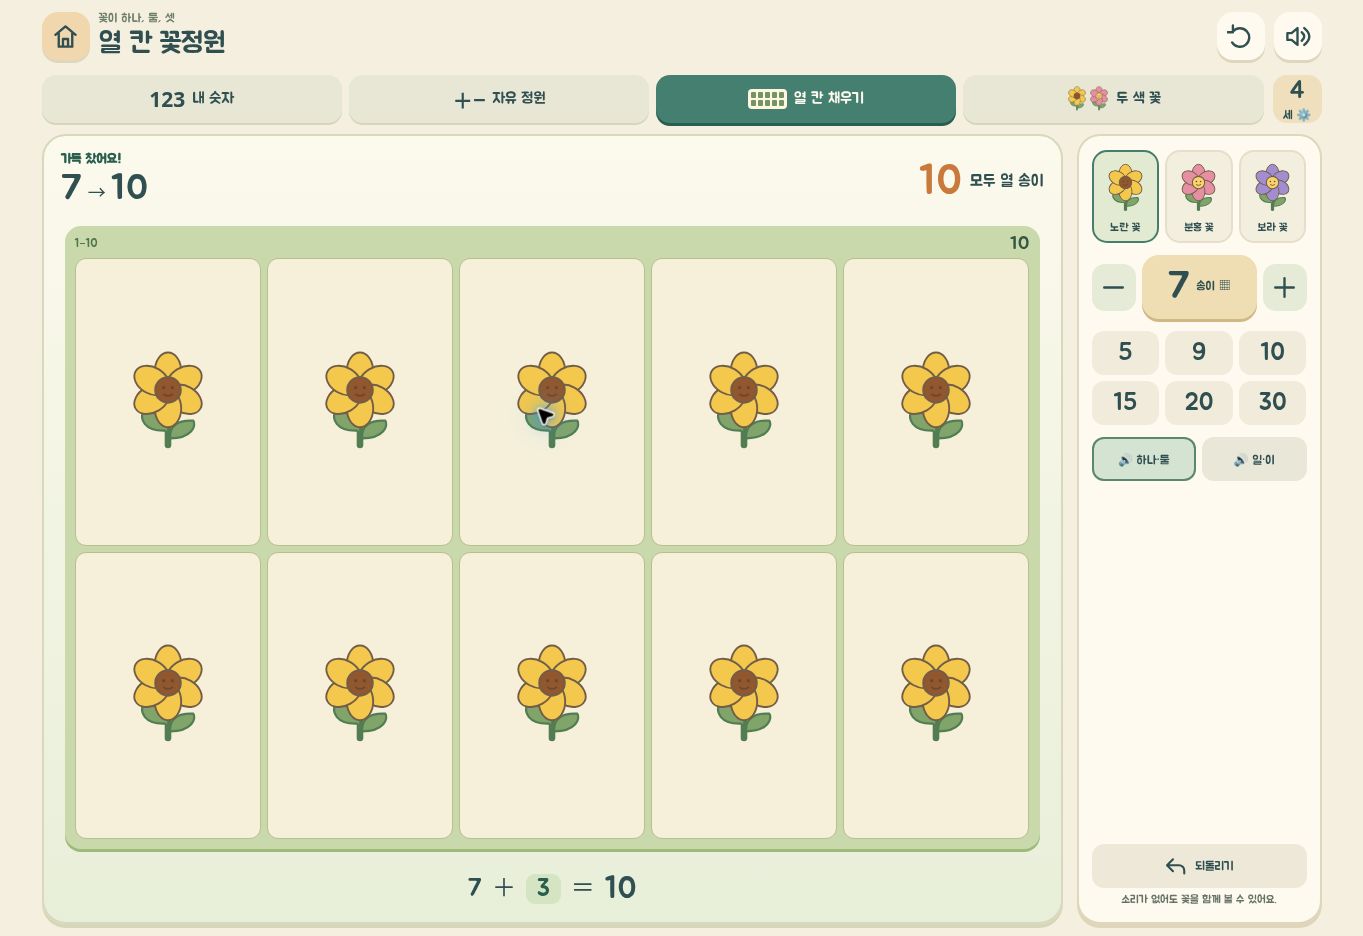 꽃이 하나, 둘, 셋
열 칸 꽃정원
123 내 숫자
+− 자유 정원
열 칸 채우기
두 색 꽃
4
세
가득 찼어요!
7→10
10 모두 열 송이
1–10
10
7 + 3 = 10
노란 꽃
분홍 꽃
보라 꽃
− 7 송이 +
5 9 10
15 20 30
하나·둘
일·이
되돌리기
소리가 없어도 꽃을 함께 볼 수 있어요.